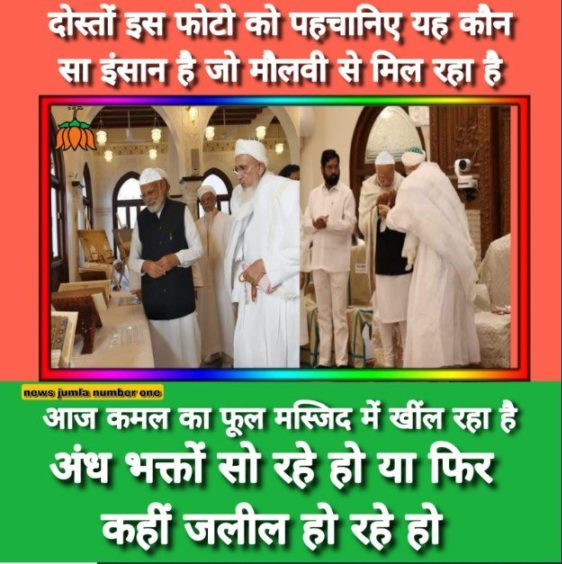 दोस्तों इस फोटो को पहचानिए यह कौन
सा इंसान है जो मौलवी से मिल रहा है
news jumla number one
आज कमल का फूल मस्जिद में खींल रहा है
अंध भक्तों सो रहे हो या फिर
कहीं जलील हो रहे हो